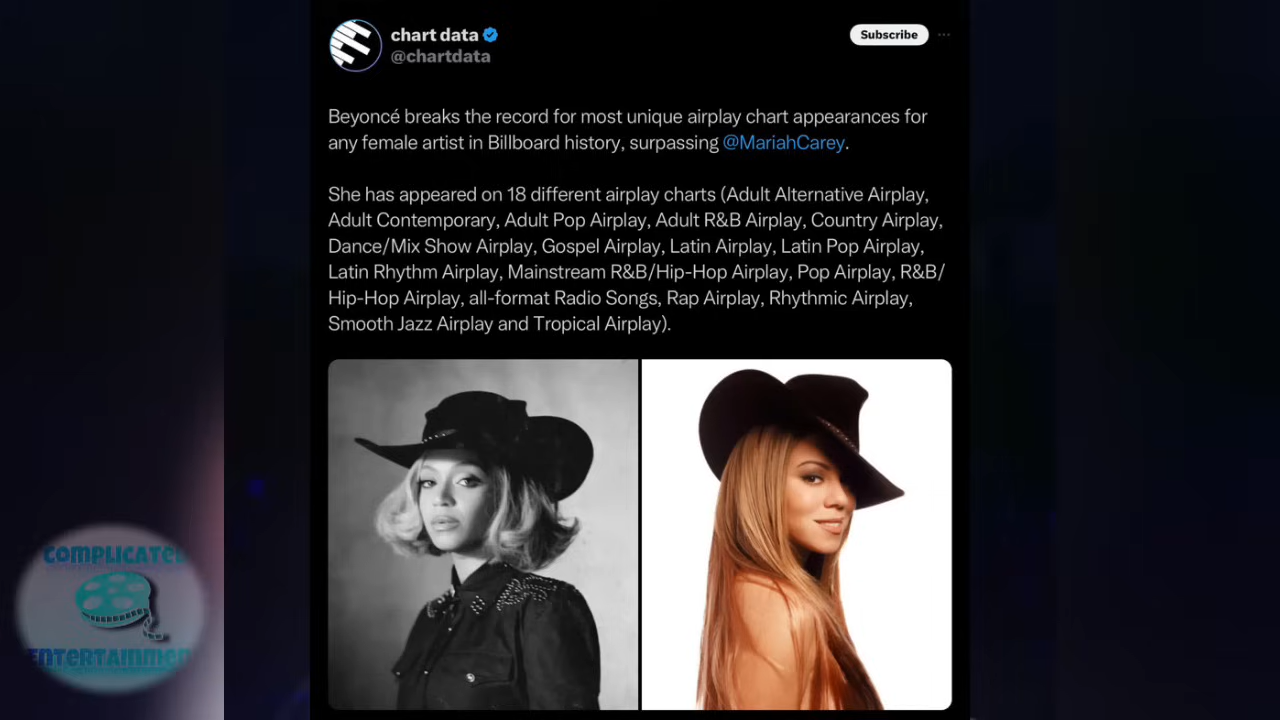 chart data
@chartdata
Subscribe
Beyoncé breaks the record for most unique airplay chart appearances for
any female artist in Billboard history, surpassing @MariahCarey.
She has appeared on 18 different airplay charts (Adult Alternative Airplay,
Adult Contemporary, Adult Pop Airplay, Adult R&B Airplay, Country Airplay,
Dance/Mix Show Airplay, Gospel Airplay, Latin Airplay, Latin Pop Airplay,
Latin Rhythm Airplay, Mainstream R&B/Hip-Hop Airplay, Pop Airplay, R&B/
Hip-Hop Airplay, all-format Radio Songs, Rap Airplay, Rhythmic Airplay,
Smooth Jazz Airplay and Tropical Airplay).
COMPLICATED
ENTERTAINMEN